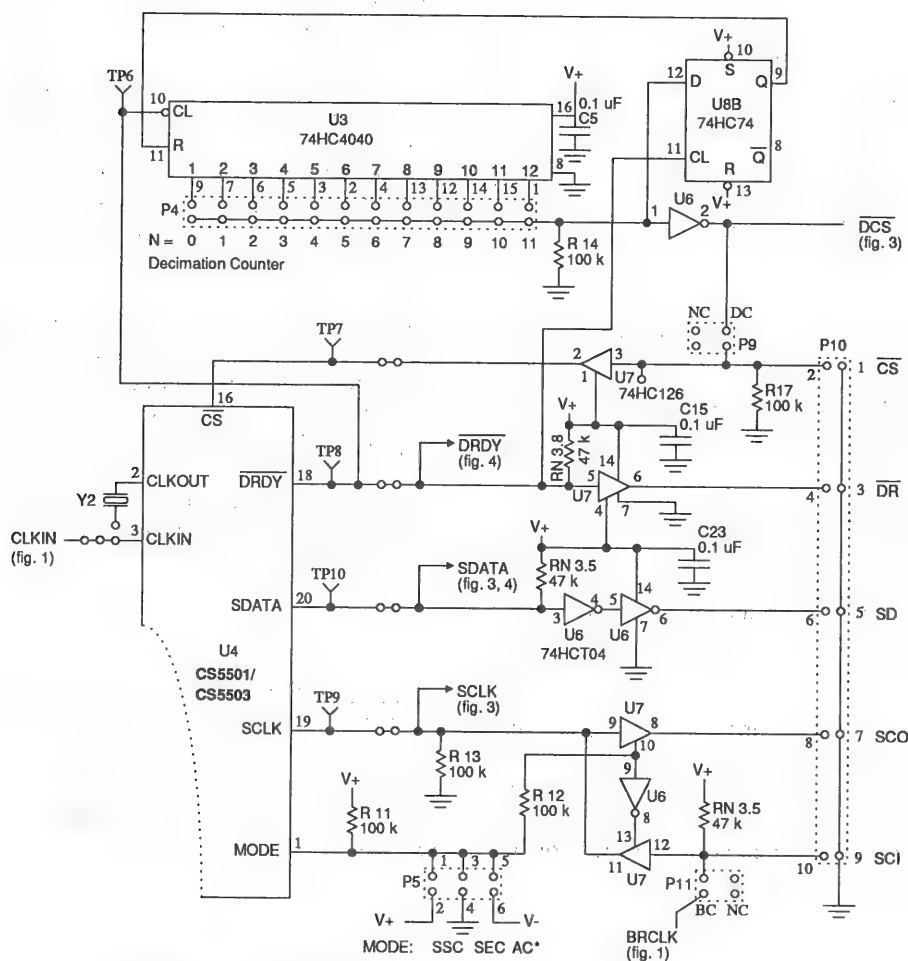 V+
10
S
12 D Q 9
U8B
74HC74
11 CL Q 8
R
13
V+
TP6
10
CL
U3
74HC4040
R
11
V+
16 0.1 uF
C5
8
1 2 3 4 5 6 7 8 9 10 11 12
9 7 6 5 3 2 4 13 12 14 15 1
P4
N = 0 1 2 3 4 5 6 7 8 9 10 11
Decimation Counter
R 14
100 k
U6
1 2
DCS
(fig. 3)
NC DC
P9
TP7
2 3
1
U7
74HC126
R17
100 k
P10
2 1 CS
16
CS
V+
C15
0.1 uF
RN 3.8
47 k
14
DRDY
(fig. 4)
2 CLKOUT
DRDY 18
TP8
5 6
U7 4 7
4 3 DR
Y2
3 CLKIN
CLKIN
(fig. 1)
V+
C23
0.1 uF
SDATA
(fig. 3, 4)
RN 3.5
47 k
14
TP10
SDATA 20
3 4 5 6
7
U6 U6
74HCT04
6 5 SD
U4
CS5501/
CS5503
SCLK
(fig. 3)
TP9
SCLK 19
U7
9 8
10
8 7 SCO
R 13
100 k
9
U6
8
V+
R 11
100 k
R 12
100 k
V+
RN 3.5
47 k
MODE 1
13
11 12
U7
10 9 SCI
1 3 5
P5
2 4 6
V+ V-
MODE: SSC SEC AC*
P11
BC NC
BRCLK
(fig. 1)